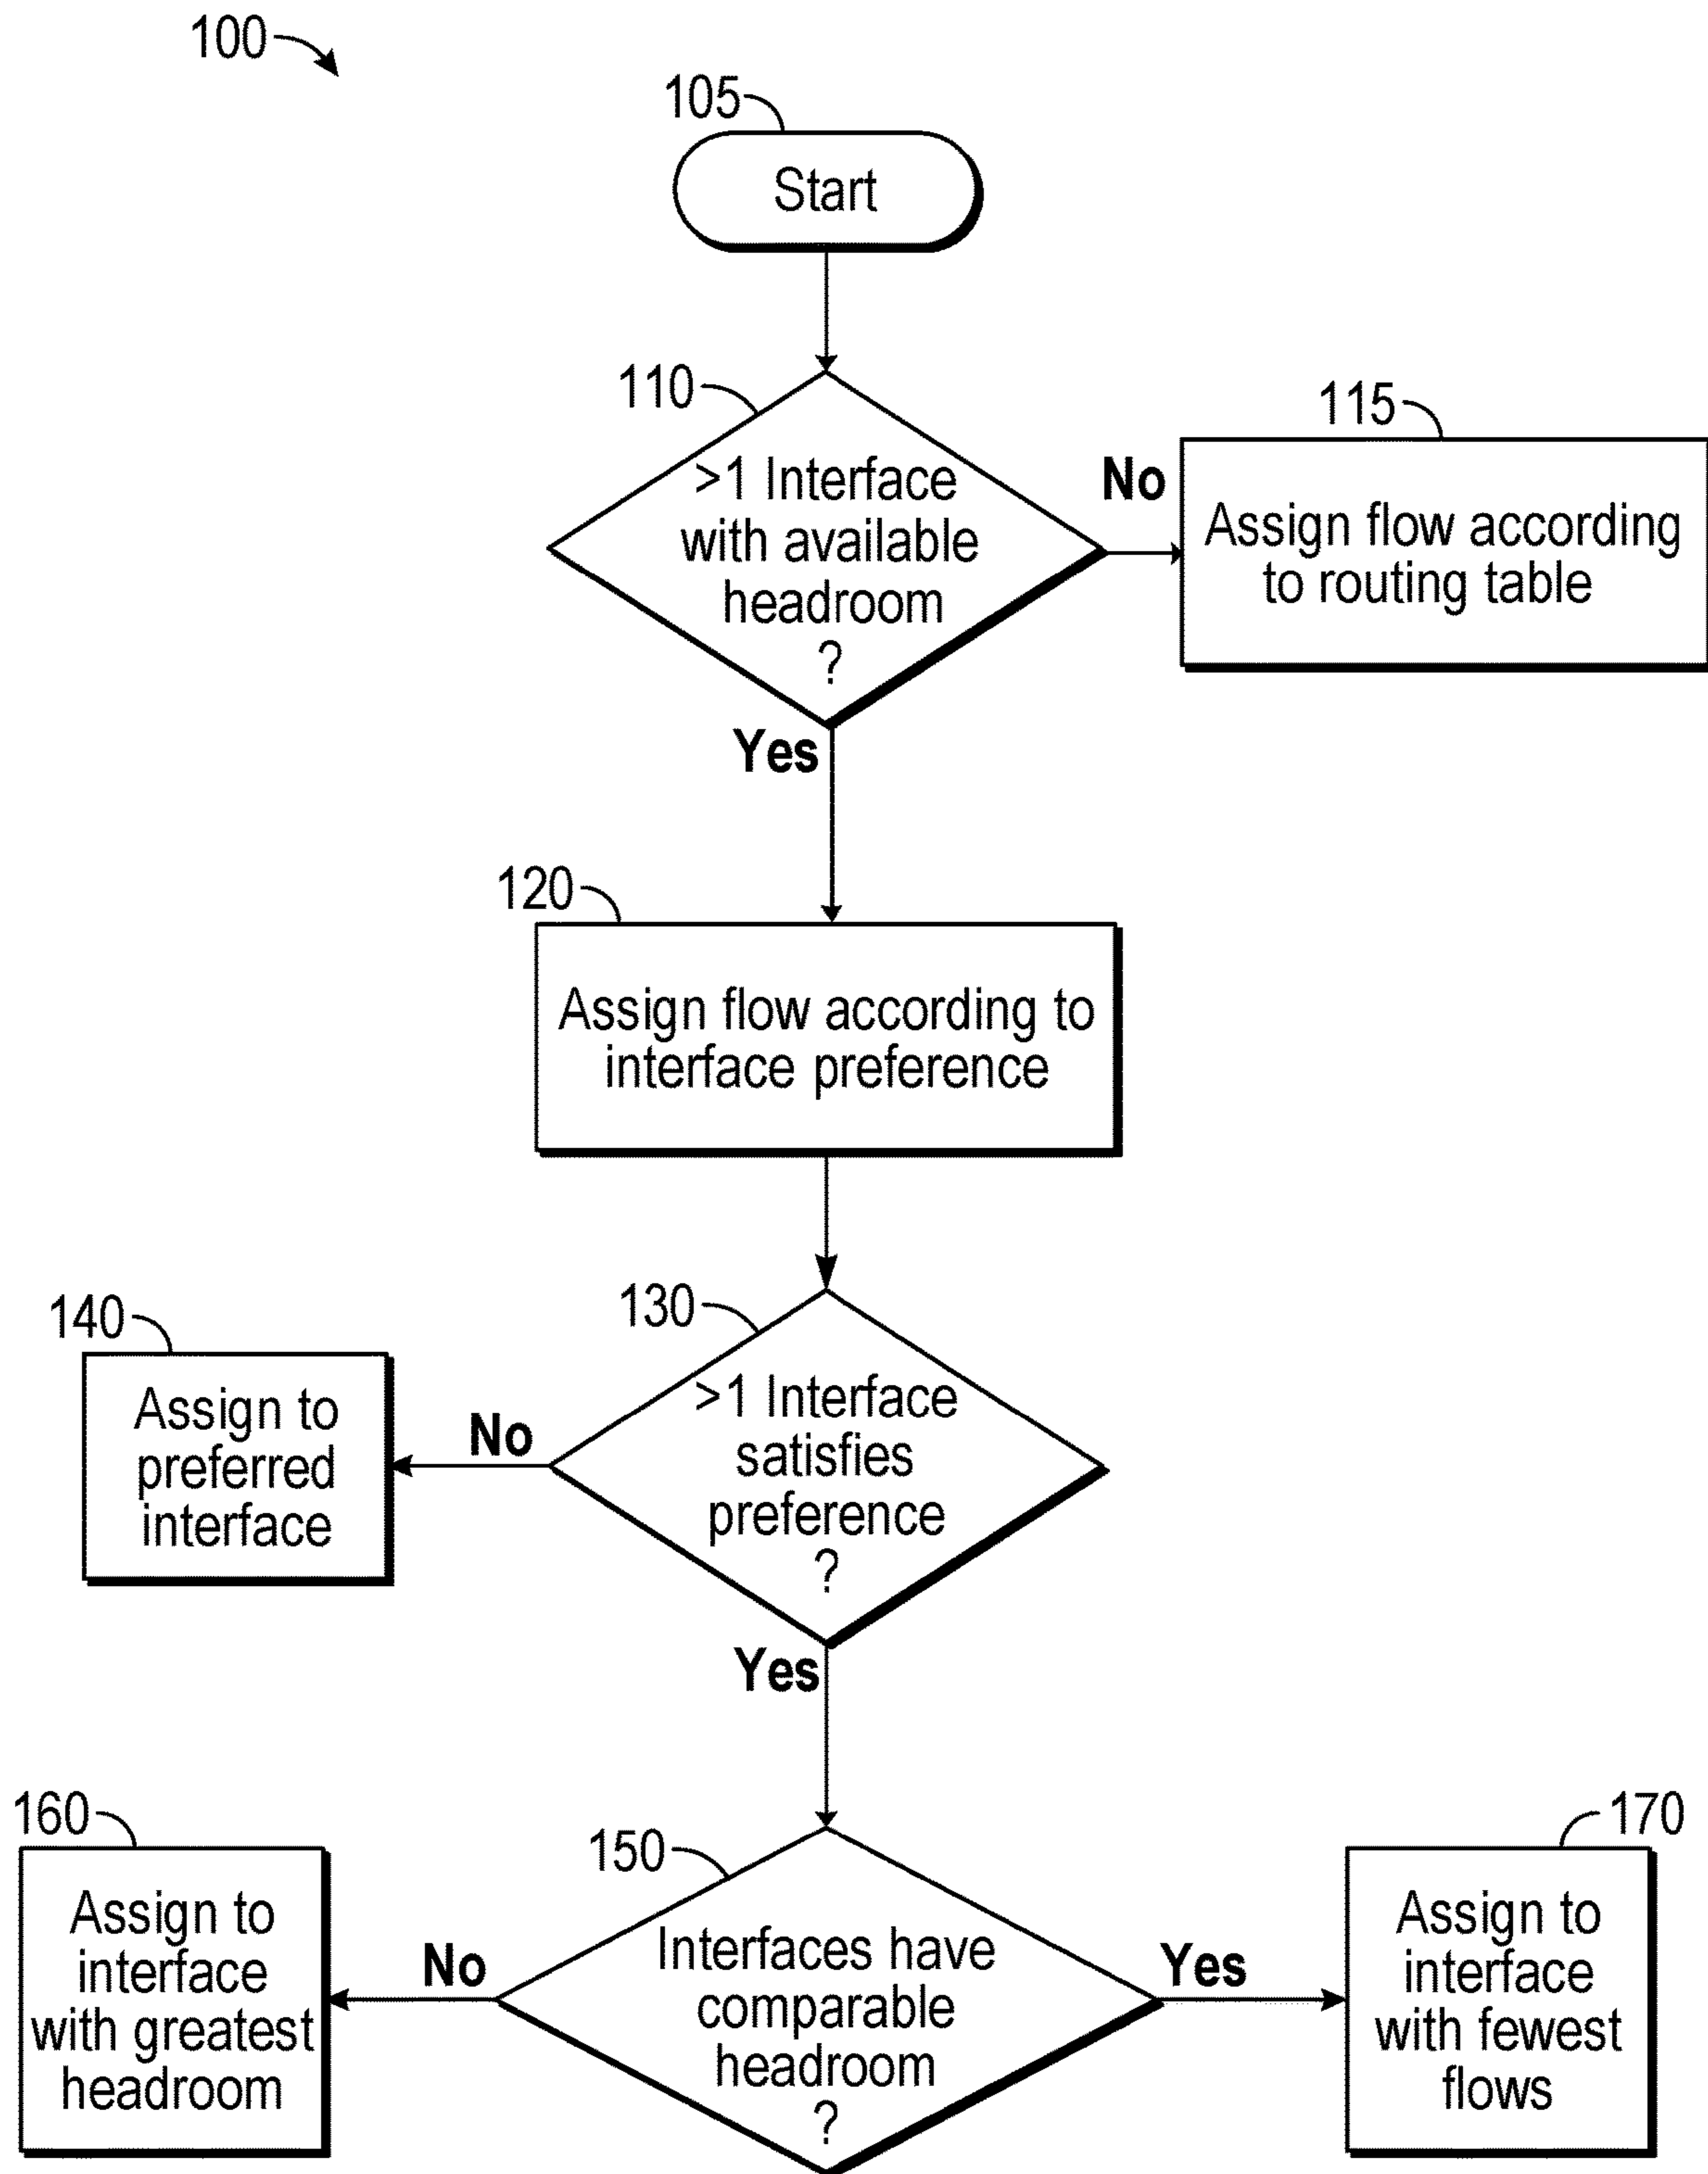 100
105
Start
110
>1 Interface
with available
headroom
?
No
115
Assign flow according
to routing table
Yes
120
Assign flow according to
interface preference
130
>1 Interface
satisfies
preference
?
No
140
Assign to
preferred
interface
Yes
150
Interfaces have
comparable
headroom
?
No
160
Assign to
interface
with greatest
headroom
Yes
170
Assign to
interface
with fewest
flows